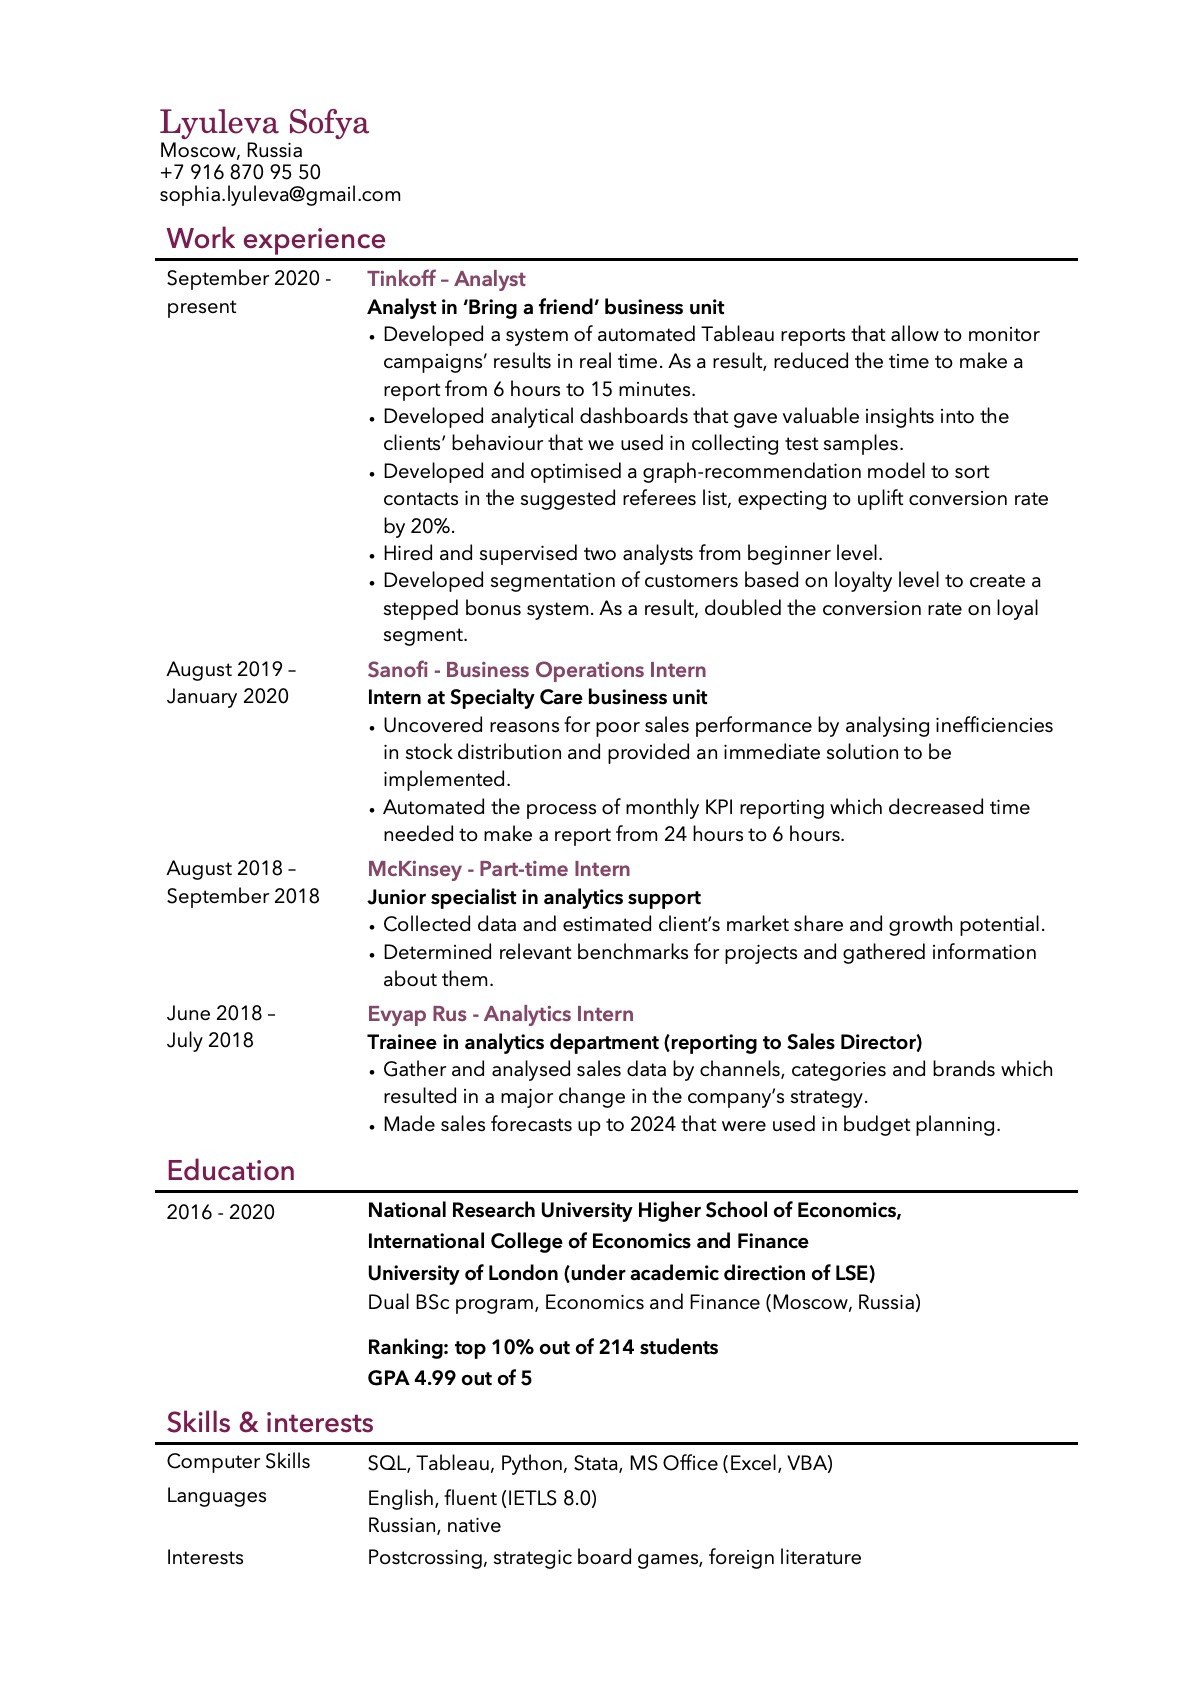 Lyuleva Sofya
Moscow, Russia
+7 916 870 95 50
sophia.lyuleva@gmail.com
Work experience
September 2020 -
present
Tinkoff – Analyst
Analyst in ‘Bring a friend’ business unit
• Developed a system of automated Tableau reports that allow to monitor
campaigns’ results in real time. As a result, reduced the time to make a
report from 6 hours to 15 minutes.
• Developed analytical dashboards that gave valuable insights into the
clients’ behaviour that we used in collecting test samples.
• Developed and optimised a graph-recommendation model to sort
contacts in the suggested referees list, expecting to uplift conversion rate
by 20%.
• Hired and supervised two analysts from beginner level.
• Developed segmentation of customers based on loyalty level to create a
stepped bonus system. As a result, doubled the conversion rate on loyal
segment.
August 2019 –
January 2020
Sanofi - Business Operations Intern
Intern at Specialty Care business unit
• Uncovered reasons for poor sales performance by analysing inefficiencies
in stock distribution and provided an immediate solution to be
implemented.
• Automated the process of monthly KPI reporting which decreased time
needed to make a report from 24 hours to 6 hours.
August 2018 –
September 2018
McKinsey - Part-time Intern
Junior specialist in analytics support
• Collected data and estimated client’s market share and growth potential.
• Determined relevant benchmarks for projects and gathered information
about them.
June 2018 –
July 2018
Evyap Rus - Analytics Intern
Trainee in analytics department (reporting to Sales Director)
• Gather and analysed sales data by channels, categories and brands which
resulted in a major change in the company’s strategy.
• Made sales forecasts up to 2024 that were used in budget planning.
Education
2016 - 2020
National Research University Higher School of Economics,
International College of Economics and Finance
University of London (under academic direction of LSE)
Dual BSc program, Economics and Finance (Moscow, Russia)
Ranking: top 10% out of 214 students
GPA 4.99 out of 5
Skills & interests
Computer Skills
SQL, Tableau, Python, Stata, MS Office (Excel, VBA)
Languages
English, fluent (IETLS 8.0)
Russian, native
Interests
Postcrossing, strategic board games, foreign literature